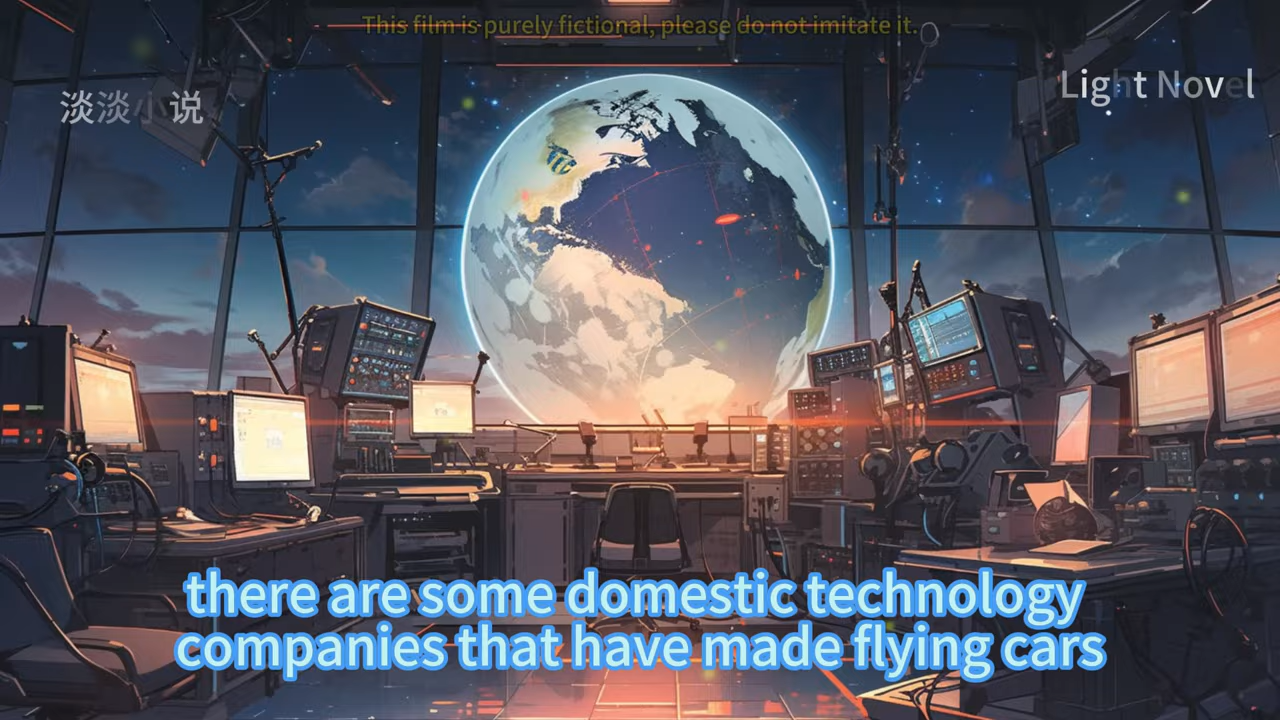 This film is purely fictional, please do not imitate it.
淡淡小说
Light Novel
there are some domestic technology
companies that have made flying cars